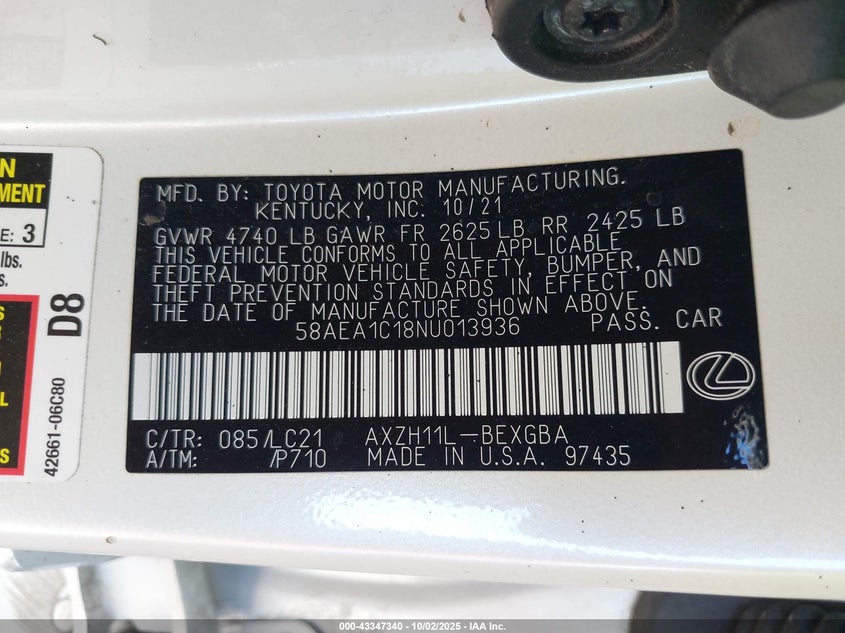 MFD. BY: TOYOTA MOTOR MANUFACTURING.
KENTUCKY, INC. 10/21
GVWR 4740 LB GAWR FR 2625 LB RR 2425 LB
THIS VEHICLE CONFORMS TO ALL APPLICABLE
FEDERAL MOTOR VEHICLE SAFETY, BUMPER, AND
THEFT PREVENTION STANDARDS IN EFFECT ON
THE DATE OF MANUFACTURE SHOWN ABOVE.
58AEA1C18NU013936 PASS. CAR
C/TR: 085/LC21 AXZH11L-BEXGBA
A/TM: /P710 MADE IN U.S.A. 97435
N
MENT
E: 3
lbs.
s.
D8
42661-06C80
000-43347340 - 10/02/2025 - IAA Inc.